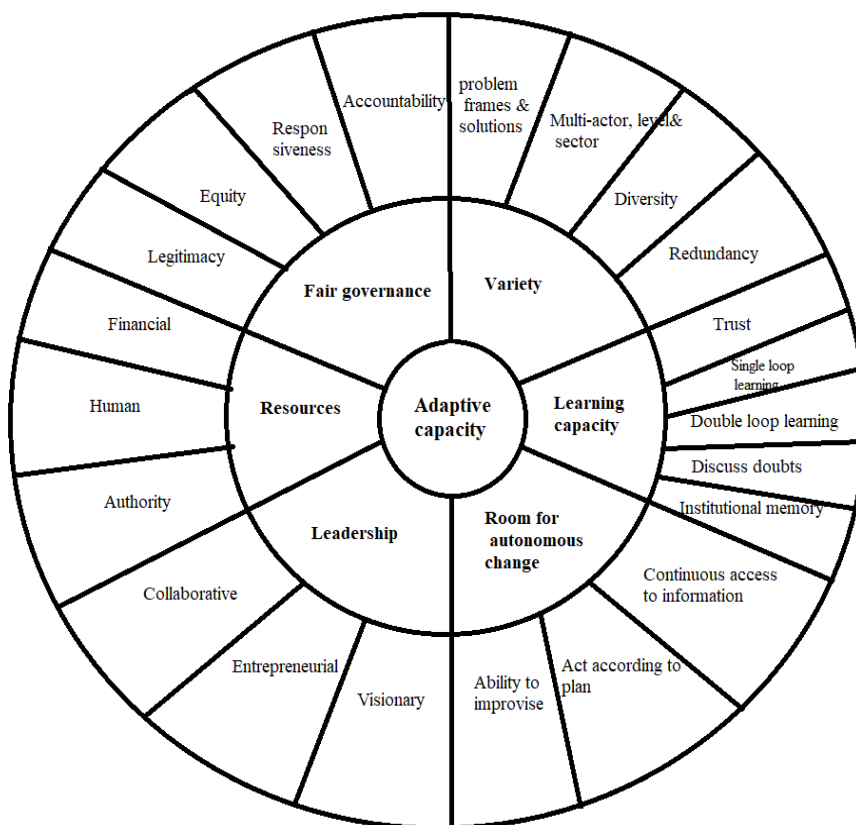 Adaptive
capacity
Variety
Learning
capacity
Room for
autonomous
change
Leadership
Resources
Fair governance
problem
frames &
solutions
Multi-actor, level&
sector
Diversity
Redundancy
Trust
Single loop
learning
Double loop learning
Discuss doubts
Institutional memory
Continuous access
to information
Act according to
plan
Ability to
improvise
Visionary
Entrepreneurial
Collaborative
Authority
Human
Financial
Legitimacy
Equity
Respon
siveness
Accountability